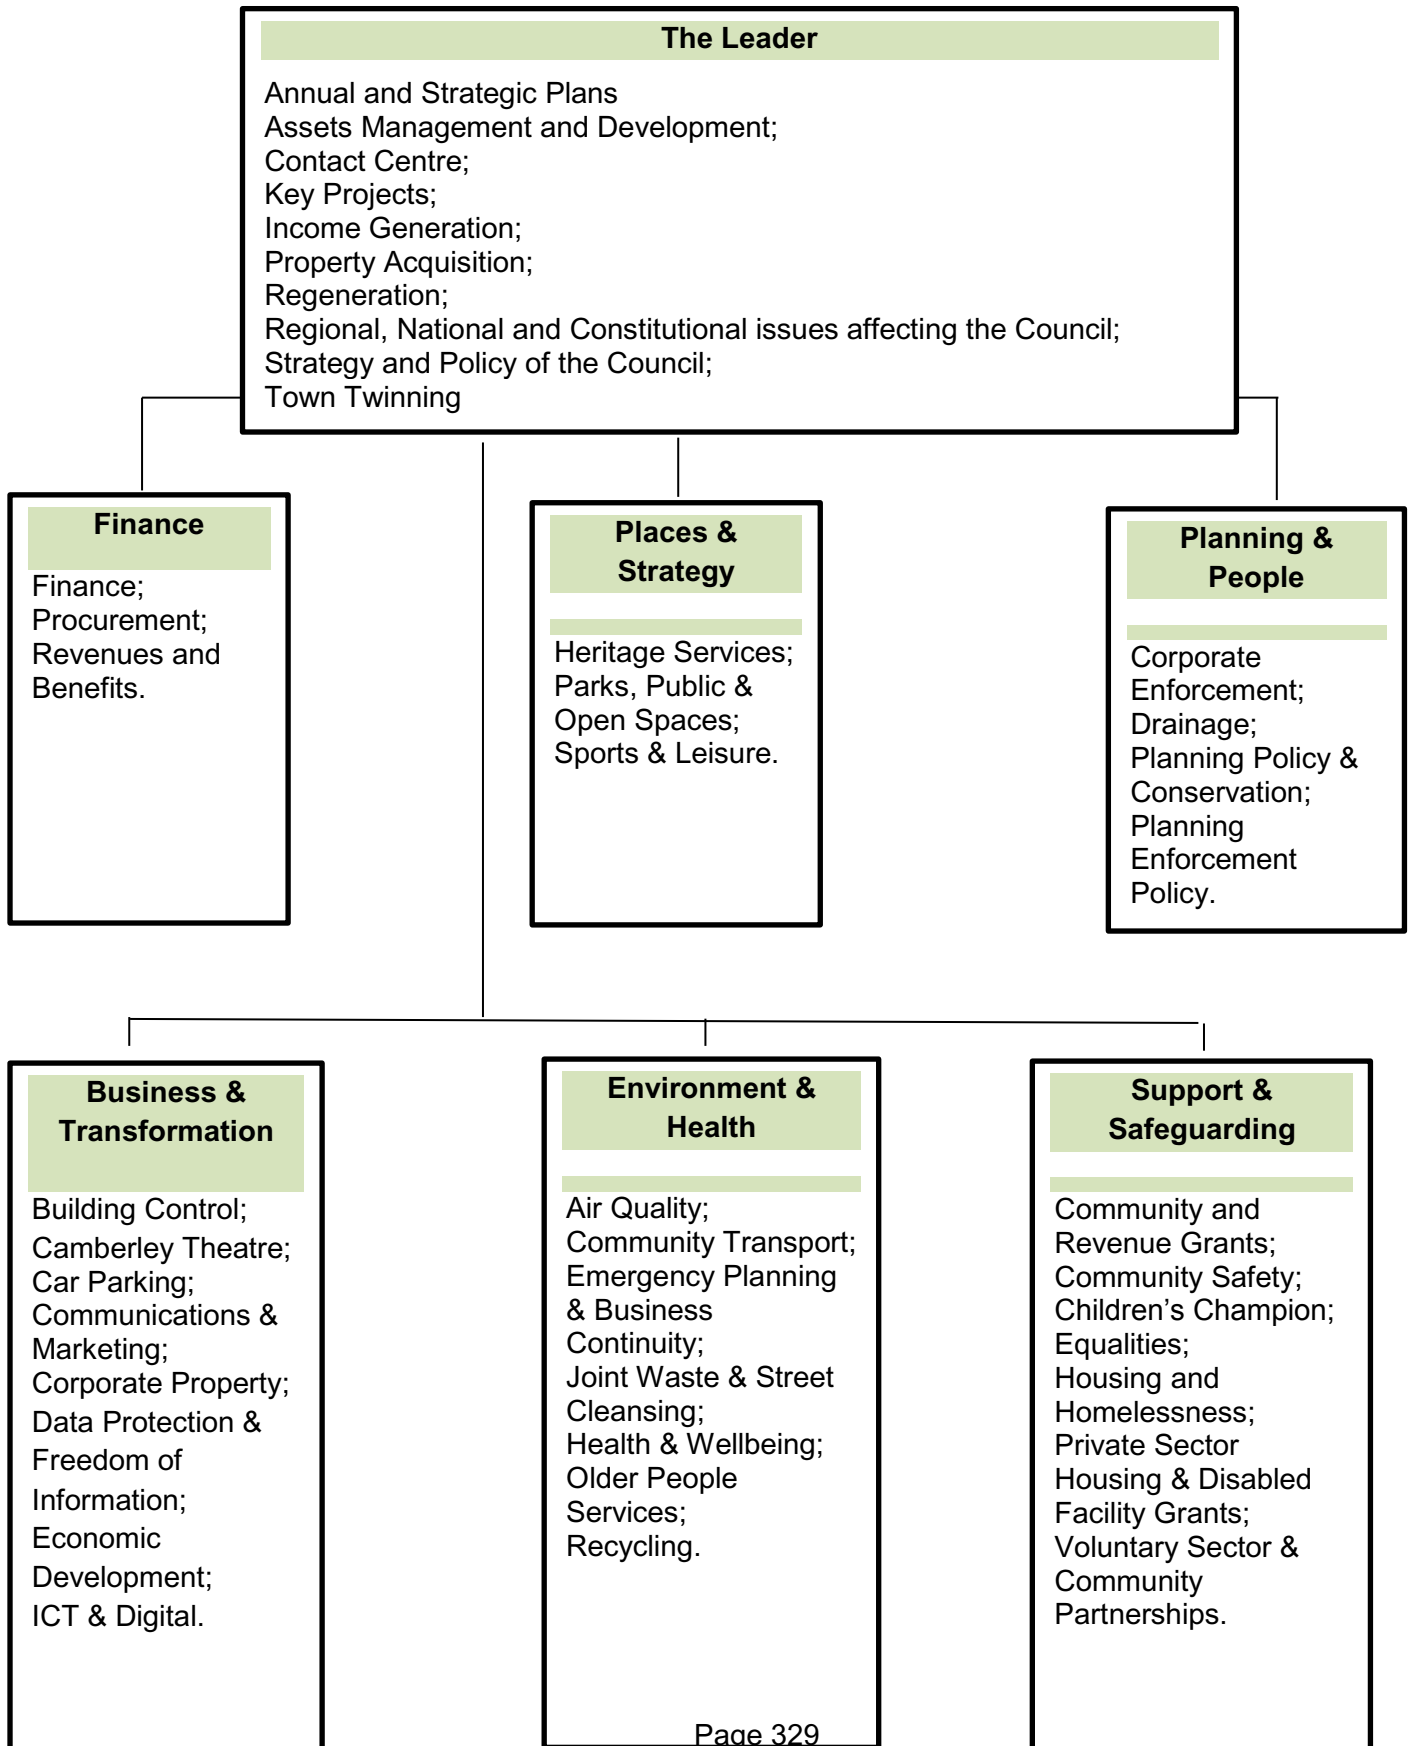 The Leader
Annual and Strategic Plans
Assets Management and Development;
Contact Centre;
Key Projects;
Income Generation;
Property Acquisition;
Regeneration;
Regional, National and Constitutional issues affecting the Council;
Strategy and Policy of the Council;
Town Twinning
Finance
Finance;
Procurement;
Revenues and
Benefits.
Places &
Strategy
Heritage Services;
Parks, Public &
Open Spaces;
Sports & Leisure.
Planning &
People
Corporate
Enforcement;
Drainage;
Planning Policy &
Conservation;
Planning
Enforcement
Policy.
Business &
Transformation
Building Control;
Camberley Theatre;
Car Parking;
Communications &
Marketing;
Corporate Property;
Data Protection &
Freedom of
Information;
Economic
Development;
ICT & Digital.
Environment &
Health
Air Quality;
Community Transport;
Emergency Planning
& Business
Continuity;
Joint Waste & Street
Cleansing;
Health & Wellbeing;
Older People
Services;
Recycling.
Support &
Safeguarding
Community and
Revenue Grants;
Community Safety;
Children’s Champion;
Equalities;
Housing and
Homelessness;
Private Sector
Housing & Disabled
Facility Grants;
Voluntary Sector &
Community
Partnerships.
Page 329